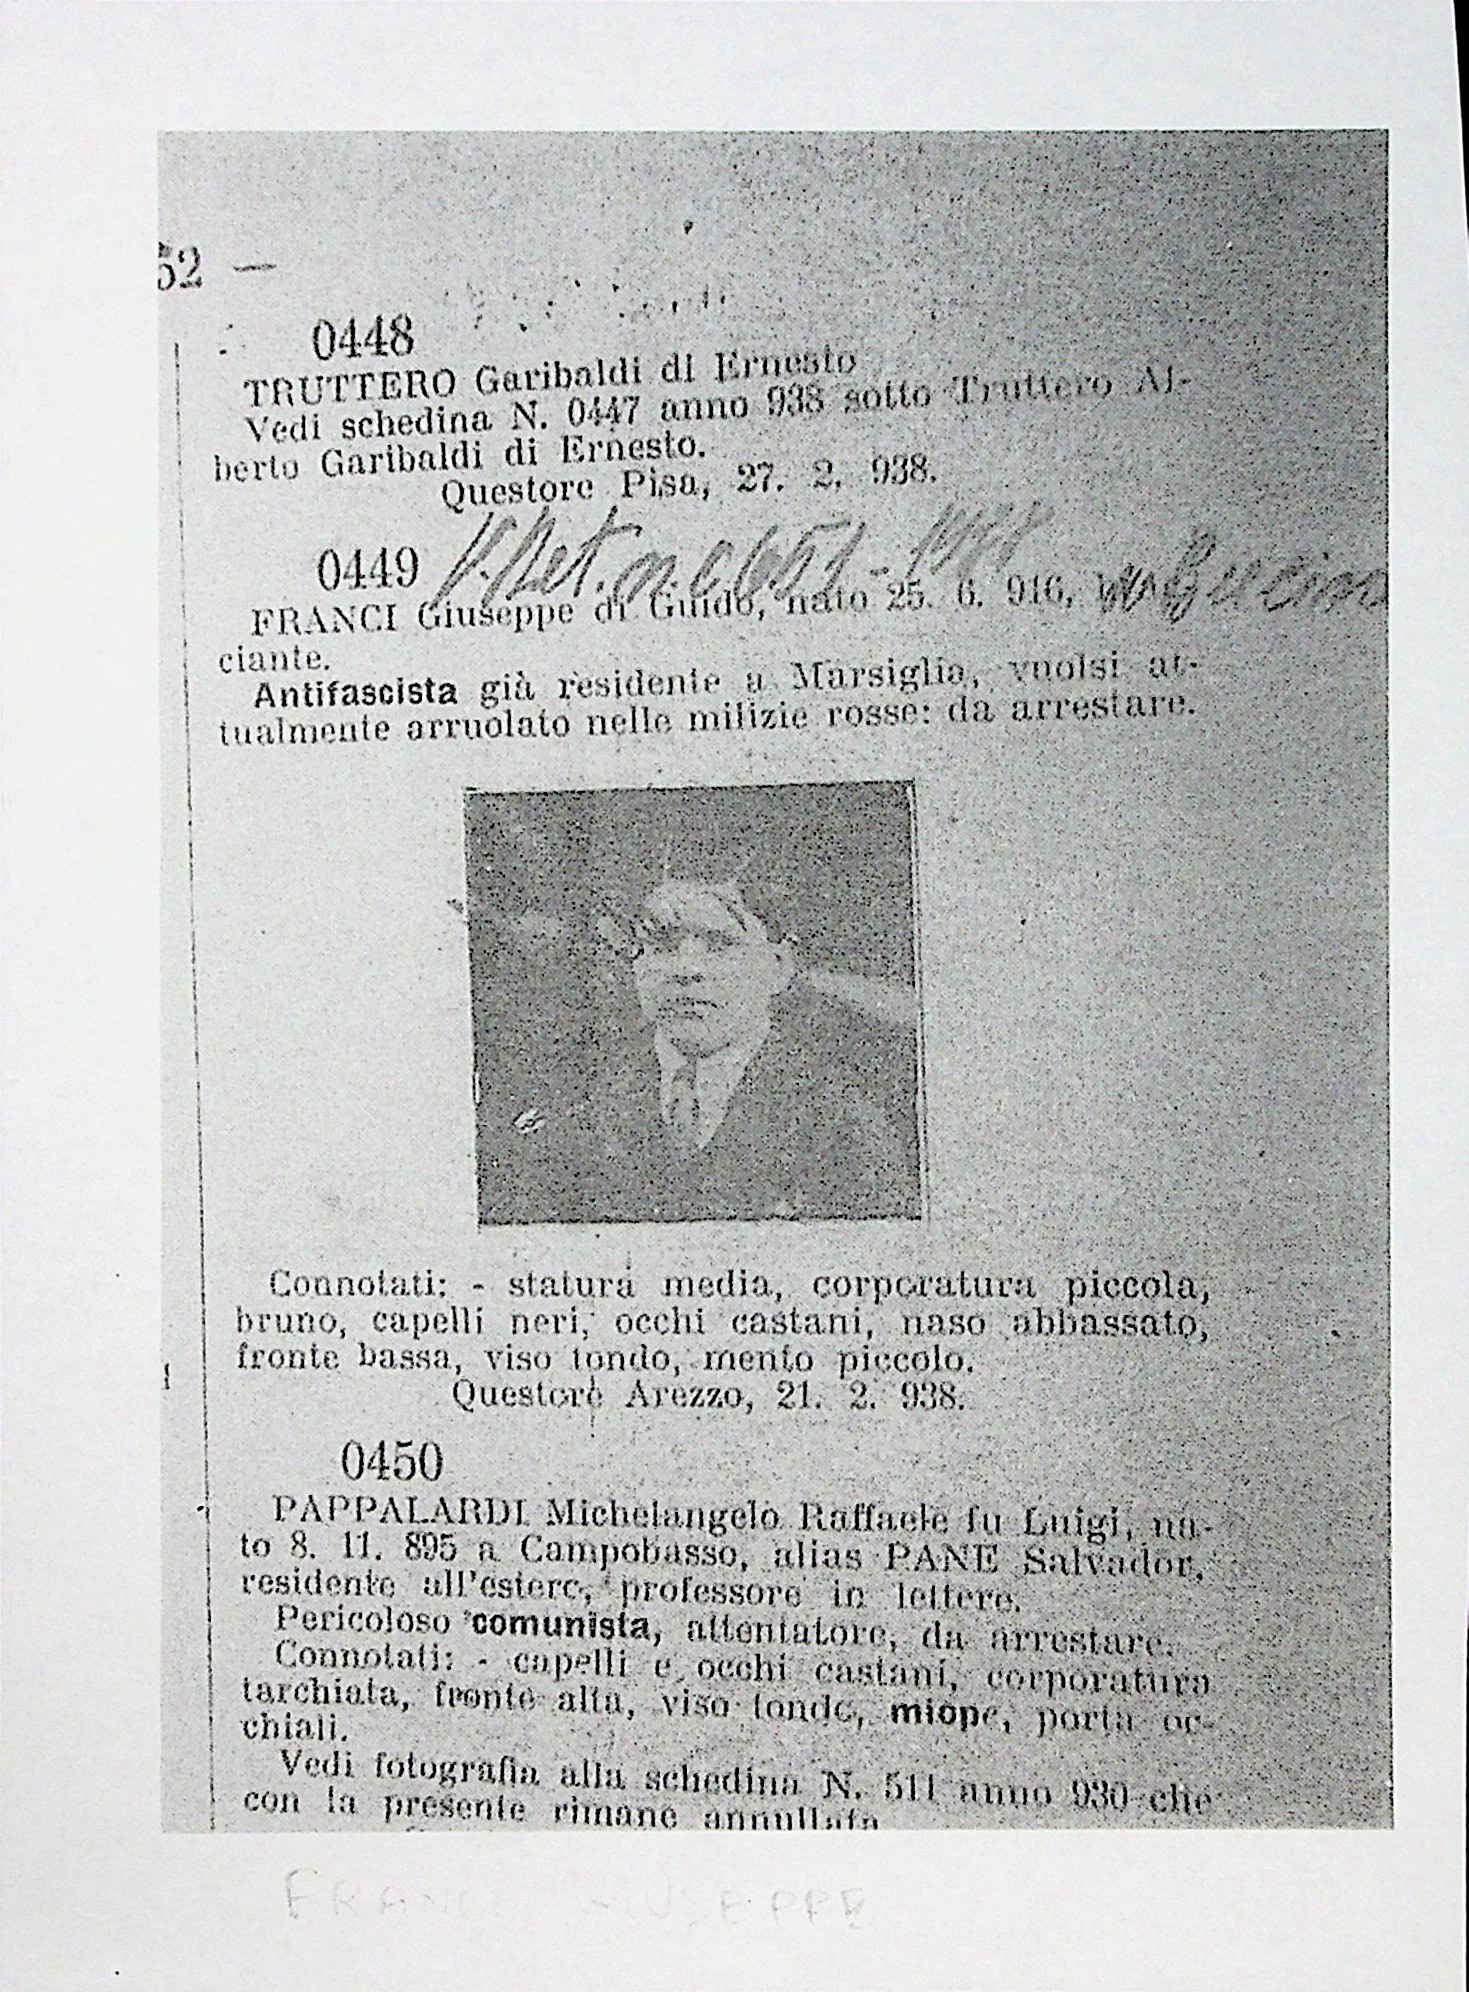 52 —
0448
TRUTTERO Garibaldi di Ernesto
Vedi schedina N. 0447 anno 938 sotto Truttero Al-
berto Garibaldi di Ernesto.
Questore Pisa, 27. 2. 938.
0449
FRANCI Giuseppe di Guido, nato 25. 6. 916,
ciante.
Antifascista già residente a Marsiglia, vuolsi at-
tualmente arruolato nelle milizie rosse: da arrestare.
Connotati: - statura media, corporatura piccola,
bruno, capelli neri, occhi castani, naso abbassato,
fronte bassa, viso tondo, mento piccolo.
Questore Arezzo, 21. 2. 938.
0450
PAPPALARDI Michelangelo Raffaele fu Luigi, na-
to 8. 11. 895 a Campobasso, alias PANE Salvador,
residente all'estero, professore in lettere.
Pericoloso comunista, attentatore, da arrestare.
Connotati: - capelli e occhi castani, corporatura
tarchiata, fronte alta, viso tondo, miope, porta oc-
chiali.
Vedi fotografia alla schedina N. 511 anno 930 che
con la presente rimane annullata
FRANCI GIUSEPPE